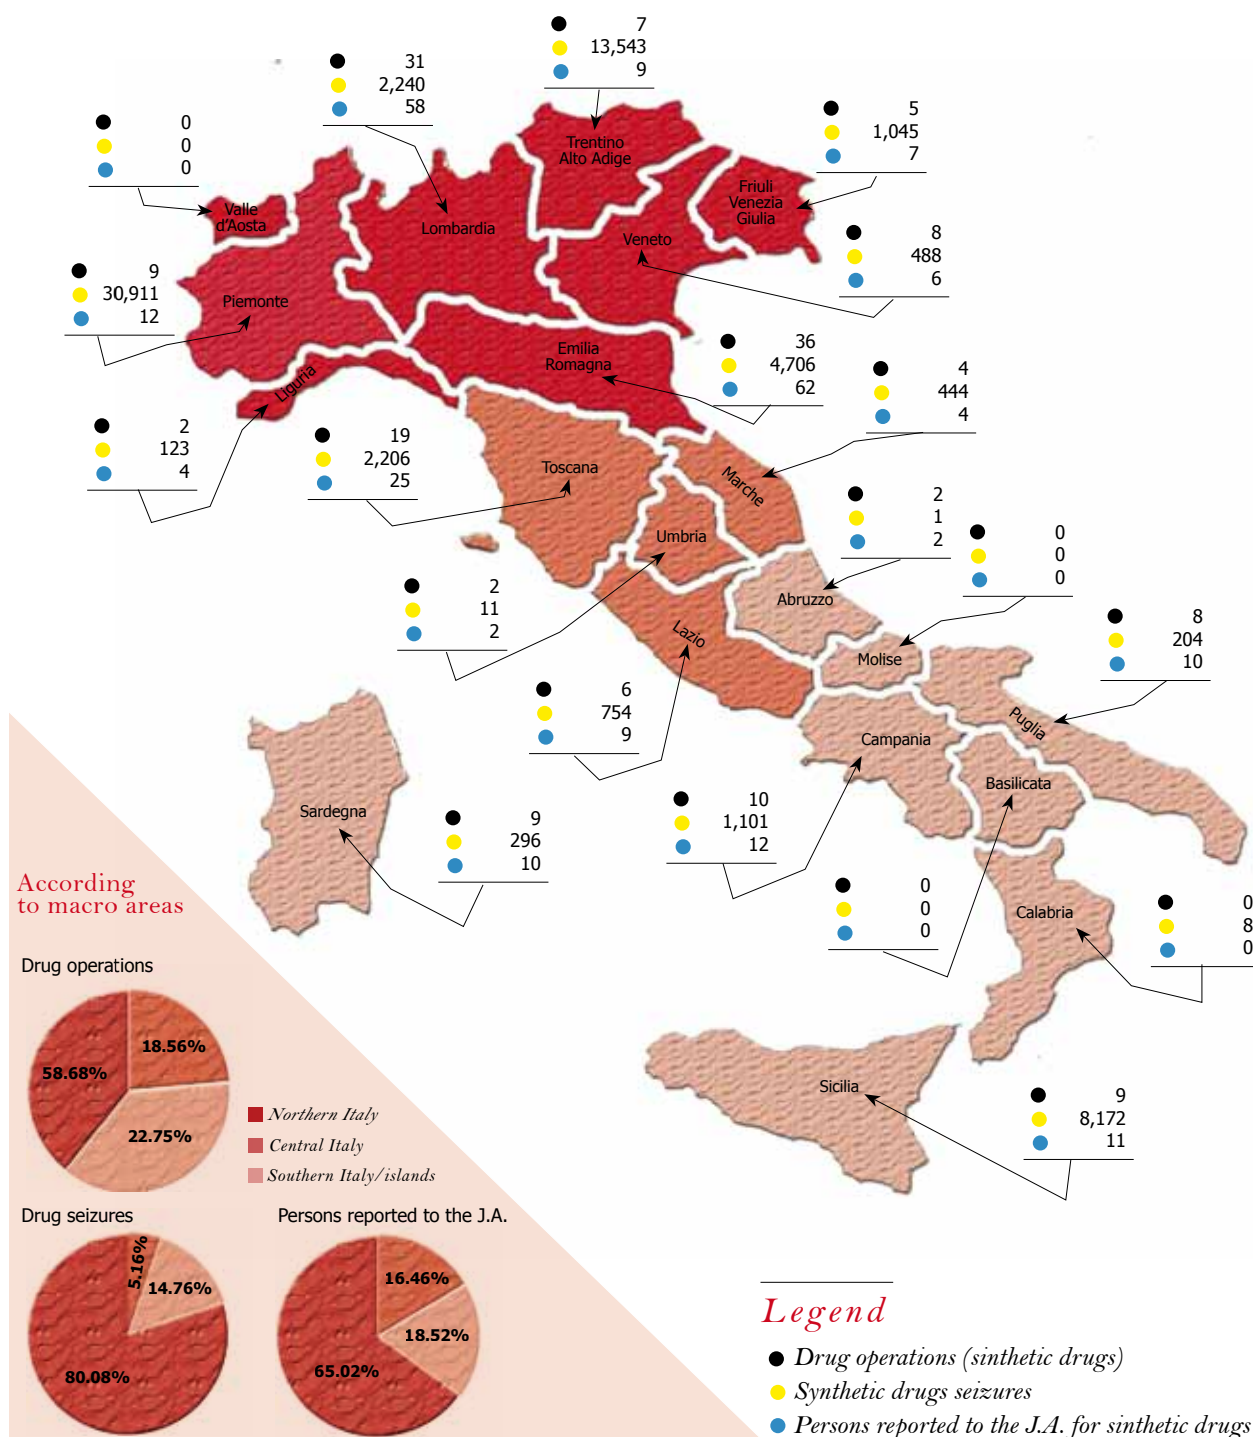 7
13,543
9
31
2,240
58
5
1,045
7
0
0
0
Trentino
Alto Adige
Friuli
Venezia
Giulia
Valle
d'Aosta
Lombardia
Veneto
8
488
6
9
30,911
12
Piemonte
Emilia
Romagna
36
4,706
62
4
444
4
Liguria
2
123
4
19
2,206
25
Toscana
Marche
2
1
2
Umbria
0
0
0
Abruzzo
2
11
2
Lazio
Molise
8
204
10
6
754
9
Puglia
Campania
Basilicata
Sardegna
9
296
10
10
1,101
12
0
0
0
Calabria
0
8
0
Sicilia
9
8,172
11
According
to macro areas
Drug operations
18.56%
58.68%
22.75%
Northern Italy
Central Italy
Southern Italy/islands
Drug seizures
5.16%
14.76%
80.08%
Persons reported to the J.A.
16.46%
18.52%
65.02%
Legend
Drug operations (sinthetic drugs)
Synthetic drugs seizures
Persons reported to the J.A. for sinthetic drugs